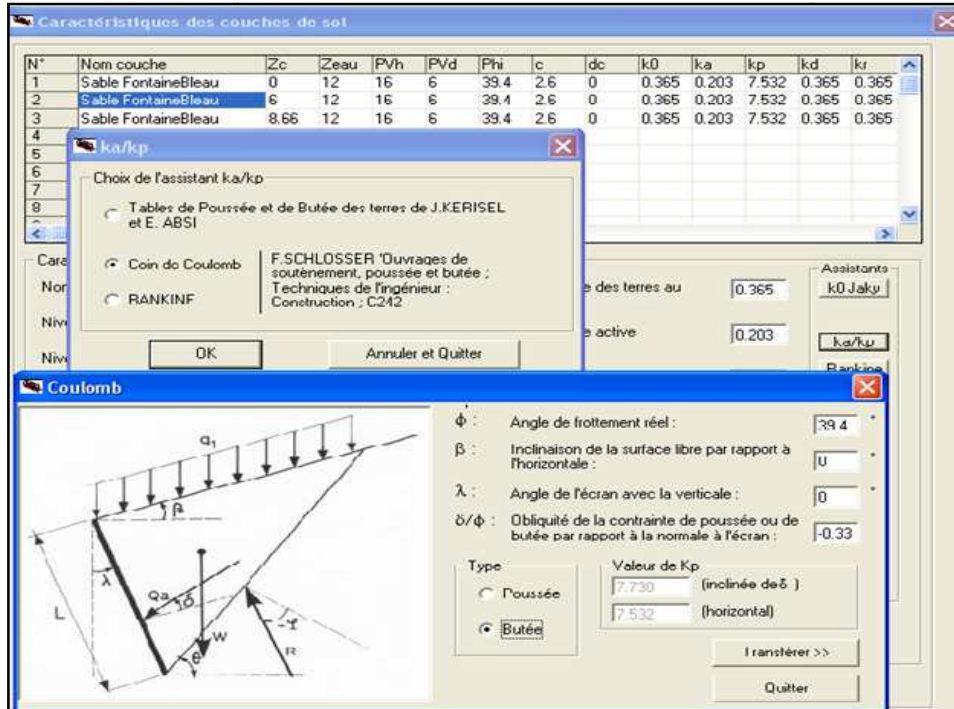 Caractéristiques des couches de sol
N° Nom couche Zc Zeau PVh PVd Phi c dc k0 ka kp kd kr
1 Sable FontaineBleau 0 12 16 6 39.4 2.6 0 0.365 0.203 7.532 0.365 0.365
2 Sable FontaineBleau 6 12 16 6 39.4 2.6 0 0.365 0.203 7.532 0.365 0.365
3 Sable FontaineBleau 8.66 12 16 6 39.4 2.6 0 0.365 0.203 7.532 0.365 0.365
4
5
6
7
8
ka/kp
Choix de l'assistant ka/kp
Tables de Poussée et de Butée des terres de J.KERISEL
et E. ABSI
Coin de Coulomb
F.SCHLOSSER 'Ouvrages de
soutènement, poussée et butée ;
Techniques de l'ingénieur :
Construction ; C242
RANKINE
OK
Annuler et Quitter
Cara
Nor
Nive
Nive
e des terres au 0.365
e active 0.203
Assistants
k0 Jaky
ka/kp
Rankine
Coulomb
q1
β
λ
L
Qa
δ
W
θ
R
φ : Angle de frottement réel : 39.4 °
β : Inclinaison de la surface libre par rapport à
l'horizontale : 0 °
λ : Angle de l'écran avec la verticale : 0 °
δ/φ : Obliquité de la contrainte de poussée ou de
butée par rapport à la normale à l'écran : -0.33
Type
Poussée
Butée
Valeur de Kp
7.730 (inclinée de δ )
7.532 (horizontal)
Transférer >>
Quitter